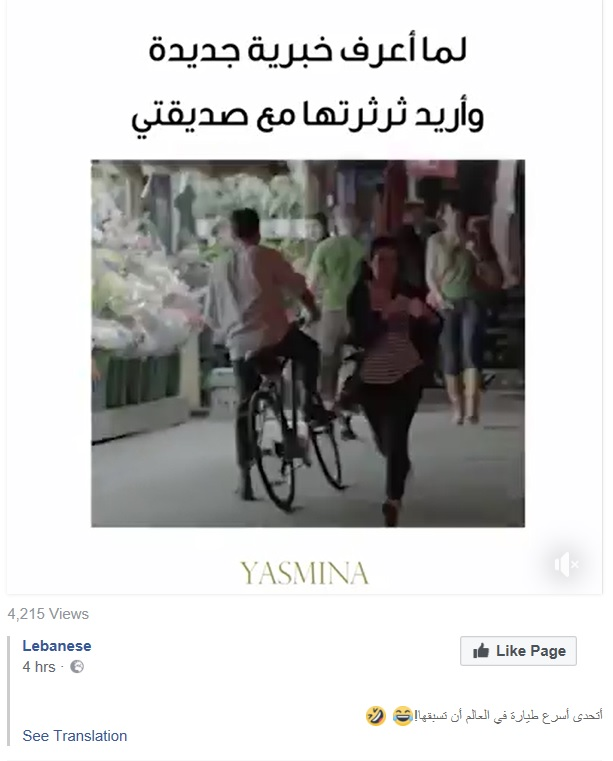 لما أعرف خبرية جديدة
وأريد ثرثرتها مع صديقتي
YASMINA
4,215 Views
Lebanese
4 hrs ·
Like Page
أتحدى أسرع طيارة في العالم أن تسبقها!😂 🤣
See Translation